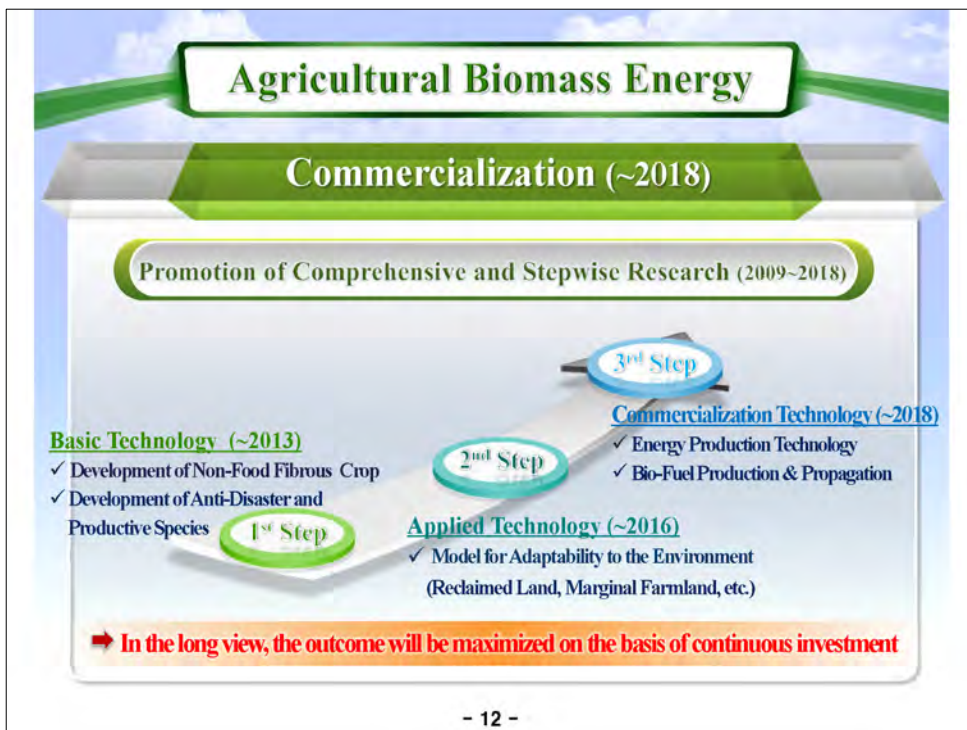 Agricultural Biomass Energy
Commercialization (~2018)
Promotion of Comprehensive and Stepwise Research (2009~2018)
3rd Step
Commercialization Technology (~2018)
✓ Energy Production Technology
✓ Bio-Fuel Production & Propagation
Basic Technology (~2013)
✓ Development of Non-Food Fibrous Crop
✓ Development of Anti-Disaster and
Productive Species
1st Step
2nd Step
Applied Technology (~2016)
✓ Model for Adaptability to the Environment
(Reclaimed Land, Marginal Farmland, etc.)
➡ In the long view, the outcome will be maximized on the basis of continuous investment
- 12 -